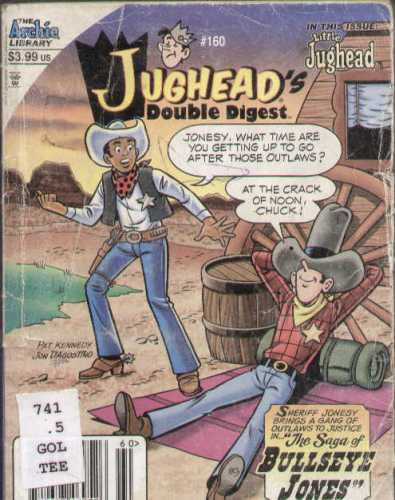 THE
Archie
LIBRARY
$3.99 US
#160
IN THIS ISSUE:
Little
Jughead
JUGHEAD'S
Double Digest
JONESY, WHAT TIME ARE
YOU GETTING UP TO GO
AFTER THOSE OUTLAWS?
AT THE CRACK
OF NOON,
CHUCK!
PAT KENNEDY
JON D'AGOSTINO
741
.5
GOL
TEE
60>
SHERIFF JONESY
BRINGS A GANG OF
OUTLAWS TO JUSTICE
IN... "The Saga of
BULLSEYE
JONES"